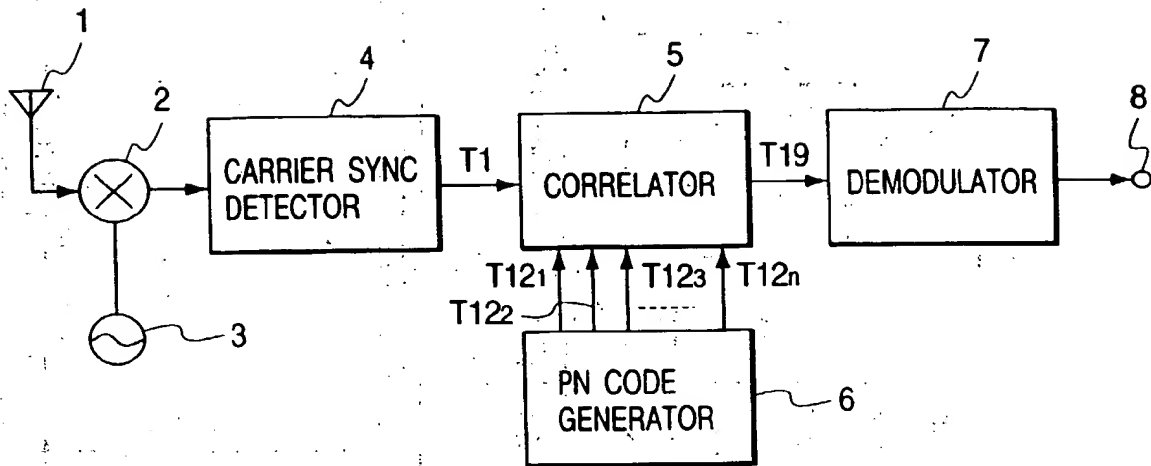 1
2
3
4
CARRIER SYNC
DETECTOR
T1
5
CORRELATOR
T19
7
DEMODULATOR
8
T121
T122
T123
T12n
PN CODE
GENERATOR
6